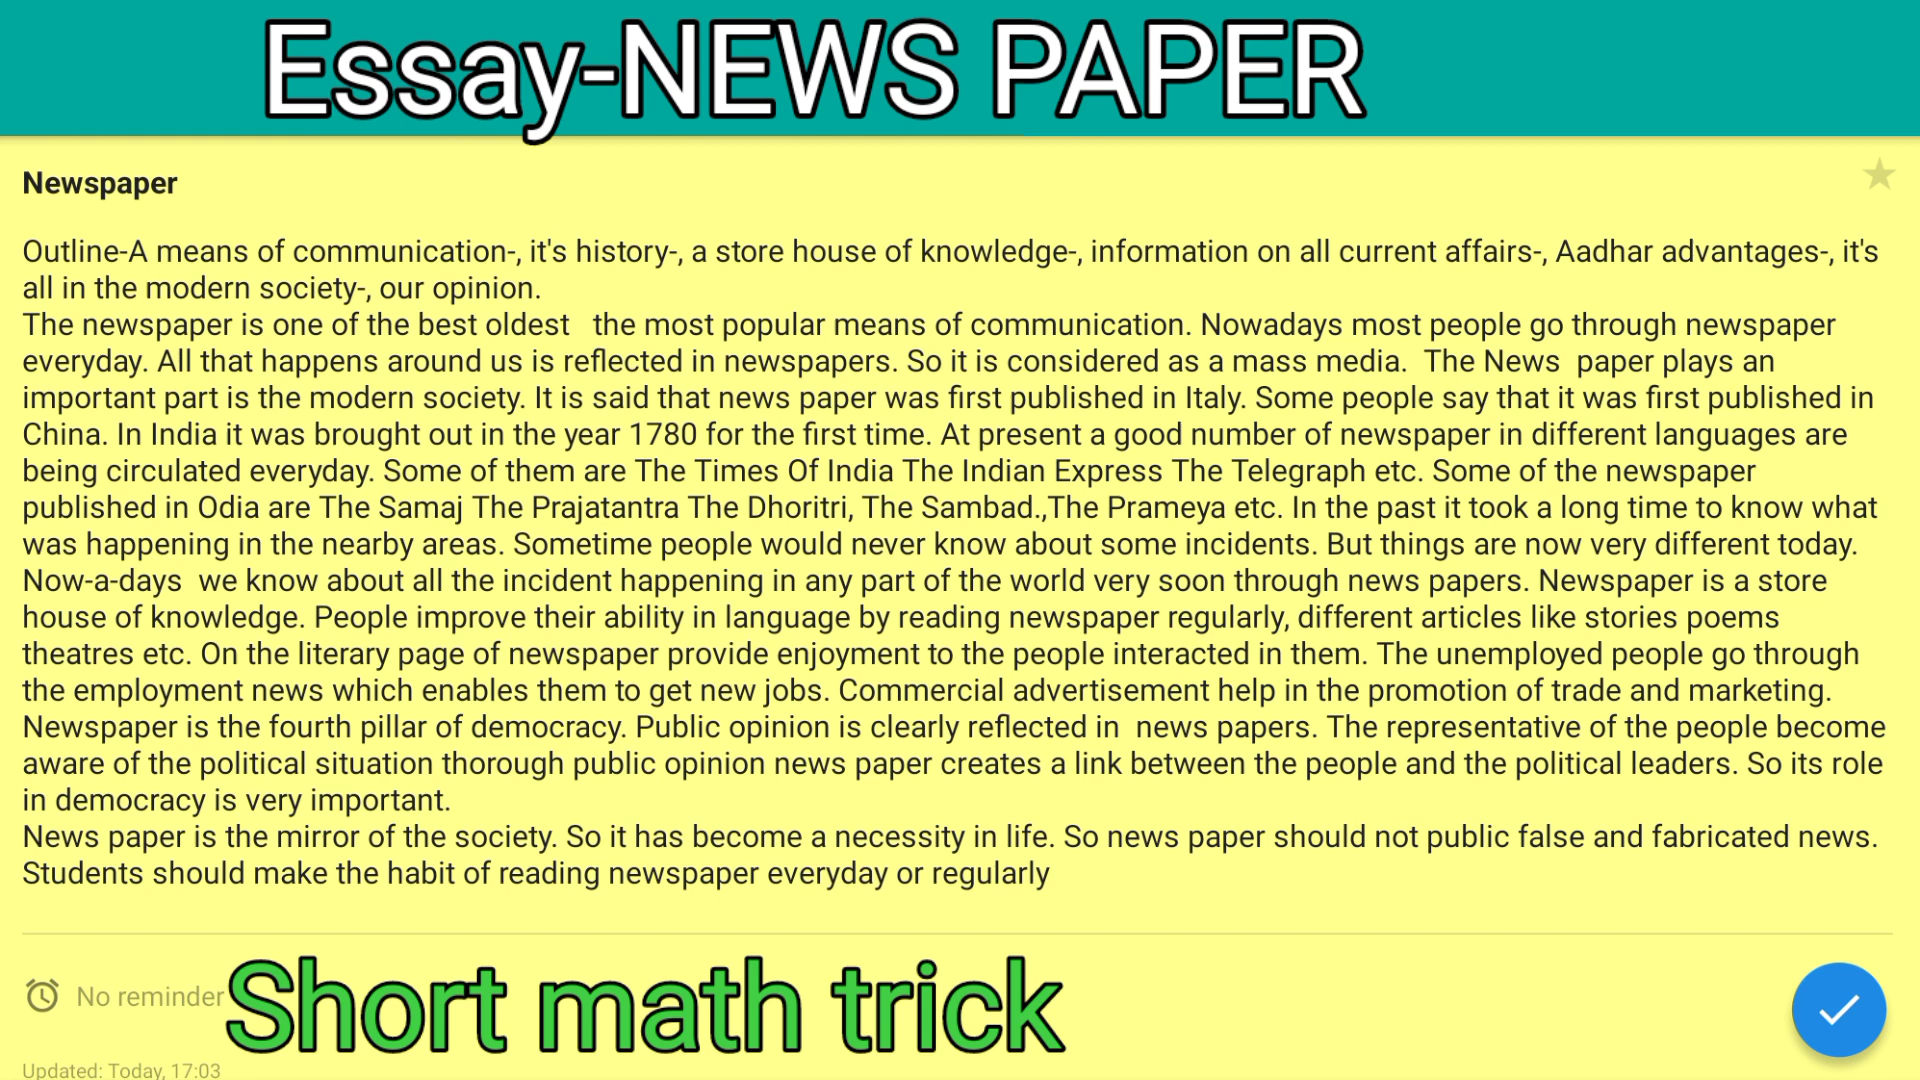 Essay-NEWS PAPER
Newspaper
Outline-A means of communication-, it's history-, a store house of knowledge-, information on all current affairs-, Aadhar advantages-, it's
all in the modern society-, our opinion.
The newspaper is one of the best oldest   the most popular means of communication. Nowadays most people go through newspaper
everyday. All that happens around us is reflected in newspapers. So it is considered as a mass media.  The News  paper plays an
important part is the modern society. It is said that news paper was first published in Italy. Some people say that it was first published in
China. In India it was brought out in the year 1780 for the first time. At present a good number of newspaper in different languages are
being circulated everyday. Some of them are The Times Of India The Indian Express The Telegraph etc. Some of the newspaper
published in Odia are The Samaj The Prajatantra The Dhoritri, The Sambad.,The Prameya etc. In the past it took a long time to know what
was happening in the nearby areas. Sometime people would never know about some incidents. But things are now very different today.
Now-a-days  we know about all the incident happening in any part of the world very soon through news papers. Newspaper is a store
house of knowledge. People improve their ability in language by reading newspaper regularly, different articles like stories poems
theatres etc. On the literary page of newspaper provide enjoyment to the people interacted in them. The unemployed people go through
the employment news which enables them to get new jobs. Commercial advertisement help in the promotion of trade and marketing.
Newspaper is the fourth pillar of democracy. Public opinion is clearly reflected in  news papers. The representative of the people become
aware of the political situation thorough public opinion news paper creates a link between the people and the political leaders. So its role
in democracy is very important.
News paper is the mirror of the society. So it has become a necessity in life. So news paper should not public false and fabricated news.
Students should make the habit of reading newspaper everyday or regularly
No reminder
Short math trick
Updated: Today, 17:03